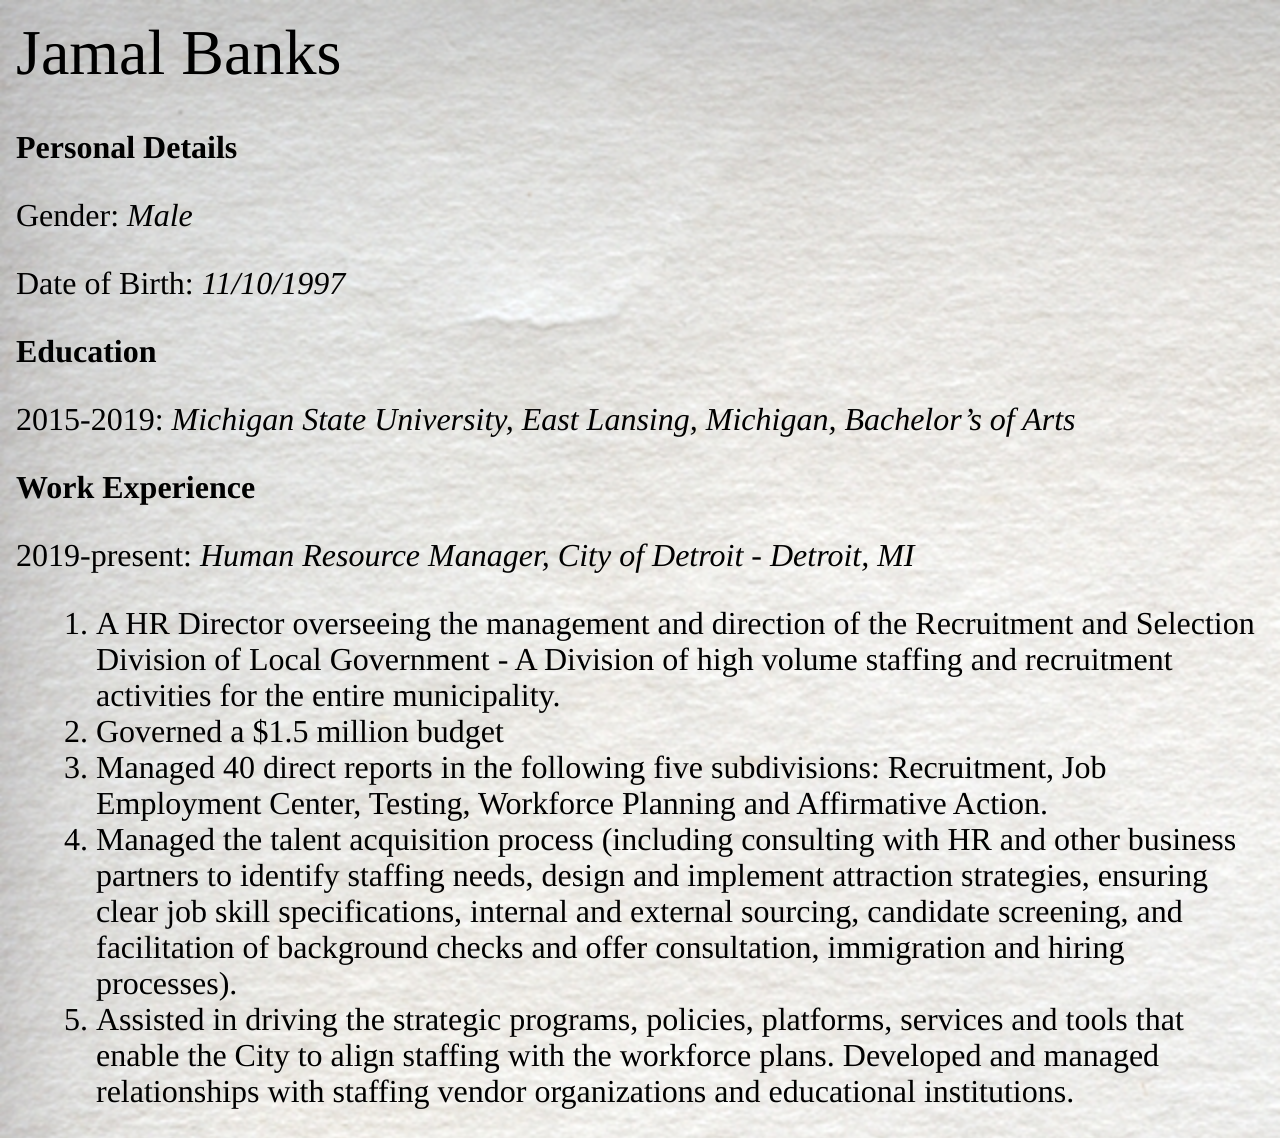 Jamal Banks
Personal Details
Gender: Male
Date of Birth: 11/10/1997
Education
2015-2019: Michigan State University, East Lansing, Michigan, Bachelor’s of Arts
Work Experience
2019-present: Human Resource Manager, City of Detroit - Detroit, MI
1. A HR Director overseeing the management and direction of the Recruitment and Selection
Division of Local Government - A Division of high volume staffing and recruitment
activities for the entire municipality.
2. Governed a $1.5 million budget
3. Managed 40 direct reports in the following five subdivisions: Recruitment, Job
Employment Center, Testing, Workforce Planning and Affirmative Action.
4. Managed the talent acquisition process (including consulting with HR and other business
partners to identify staffing needs, design and implement attraction strategies, ensuring
clear job skill specifications, internal and external sourcing, candidate screening, and
facilitation of background checks and offer consultation, immigration and hiring
processes).
5. Assisted in driving the strategic programs, policies, platforms, services and tools that
enable the City to align staffing with the workforce plans. Developed and managed
relationships with staffing vendor organizations and educational institutions.